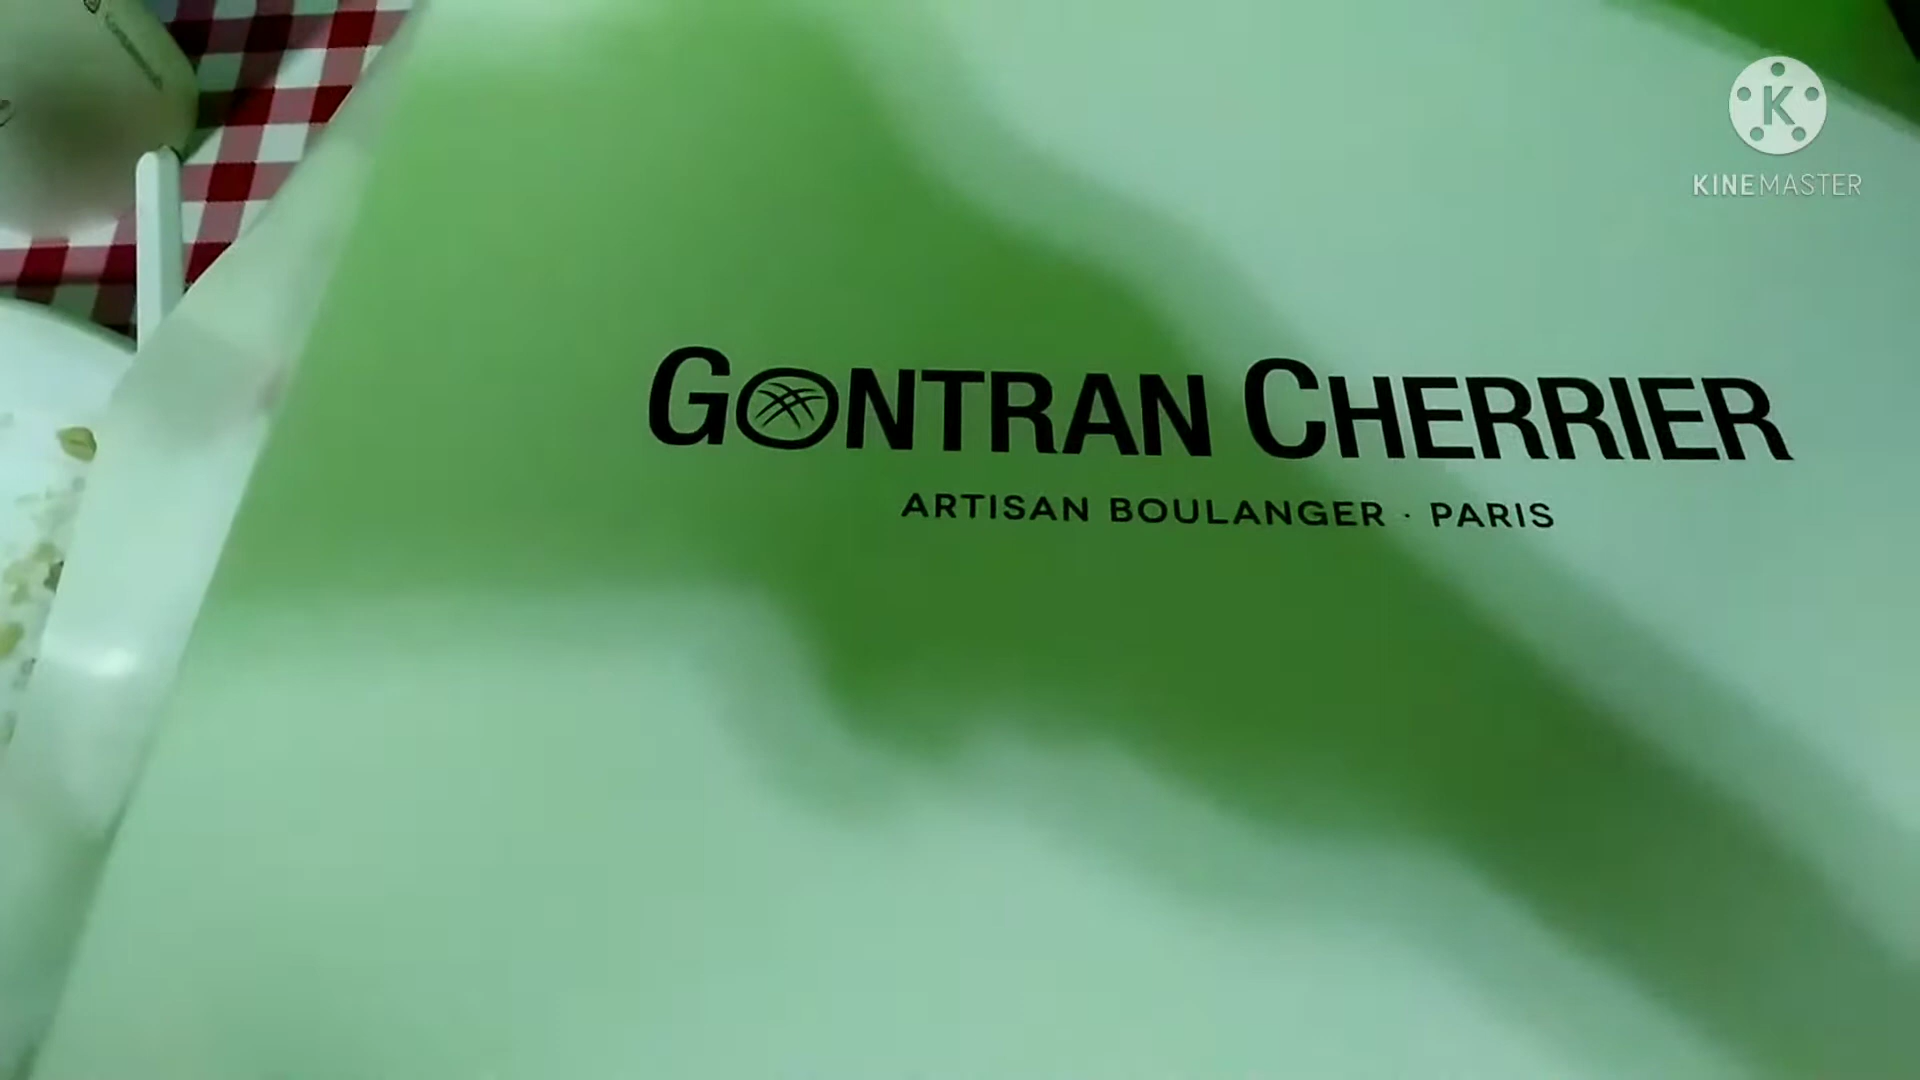 GONTRAN CHERRIER
ARTISAN BOULANGER · PARIS
K
KINEMASTER